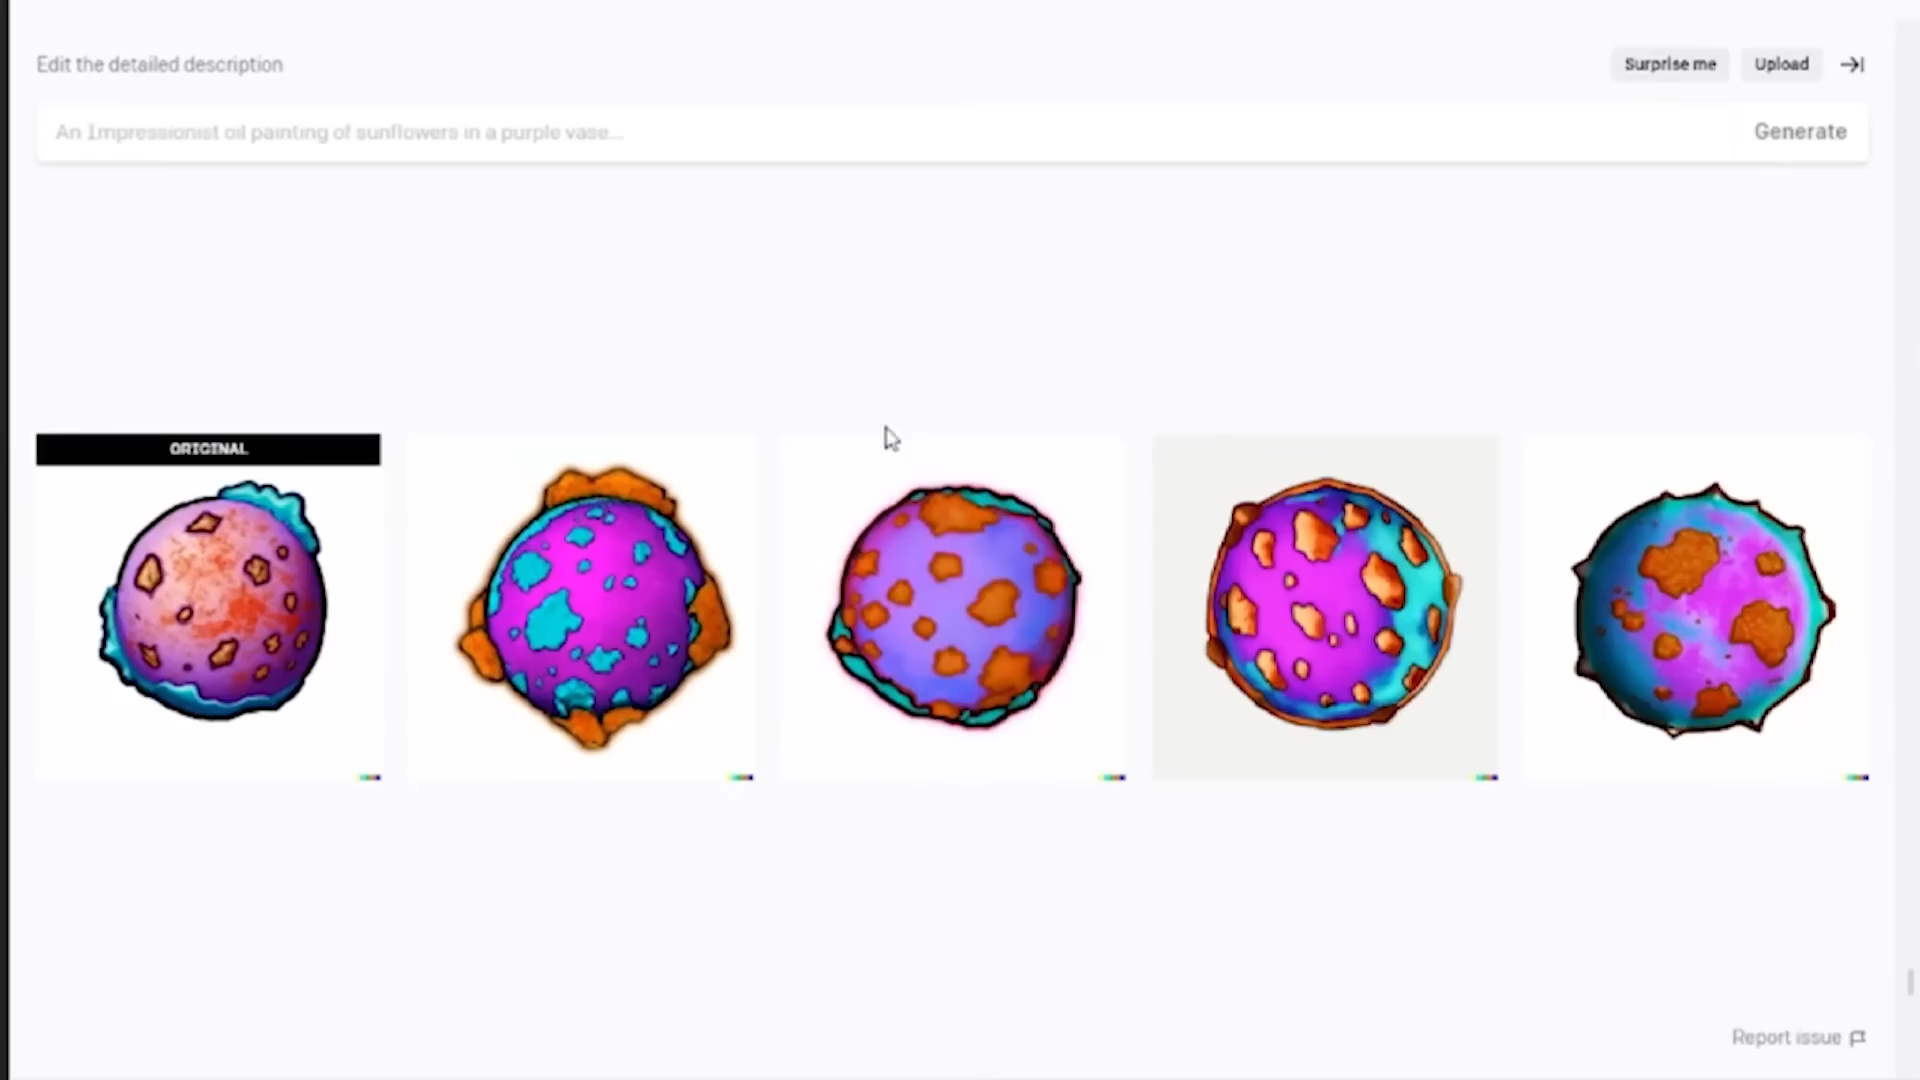 Edit the detailed description
Surprise me
Upload
An Impressionist oil painting of sunflowers in a purple vase...
Generate
ORIGINAL
Report issue